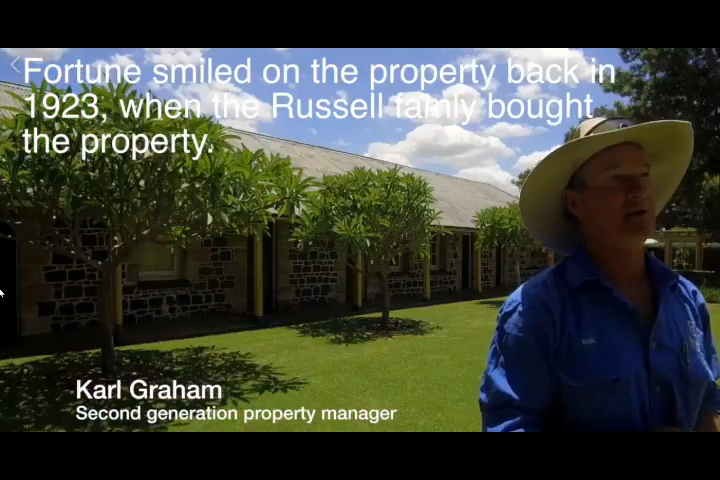 Fortune smiled on the property back in
1923, when the Russell famly bought
the property.
Karl Graham
Second generation property manager